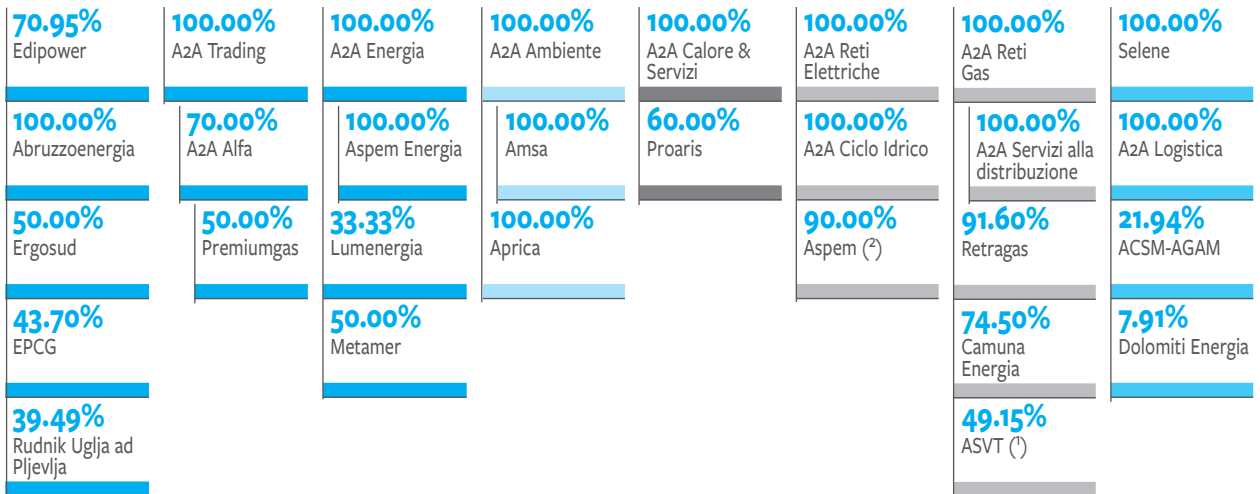 70.95%
Edipower
100.00%
A2A Trading
100.00%
A2A Energia
100.00%
A2A Ambiente
100.00%
A2A Calore &
Servizi
100.00%
A2A Reti
Elettriche
100.00%
A2A Reti
Gas
100.00%
Selene
100.00%
Abruzzoenergia
70.00%
A2A Alfa
100.00%
Aspem Energia
100.00%
Amsa
60.00%
Proaris
100.00%
A2A Ciclo Idrico
100.00%
A2A Servizi alla
distribuzione
100.00%
A2A Logistica
50.00%
Ergosud
50.00%
Premiumgas
33.33%
Lumenergia
100.00%
Aprica
90.00%
Aspem (²)
91.60%
Retragas
21.94%
ACSM-AGAM
43.70%
EPCG
50.00%
Metamer
74.50%
Camuna
Energia
7.91%
Dolomiti Energia
39.49%
Rudnik Uglja ad
Pljevlja
49.15%
ASVT (¹)